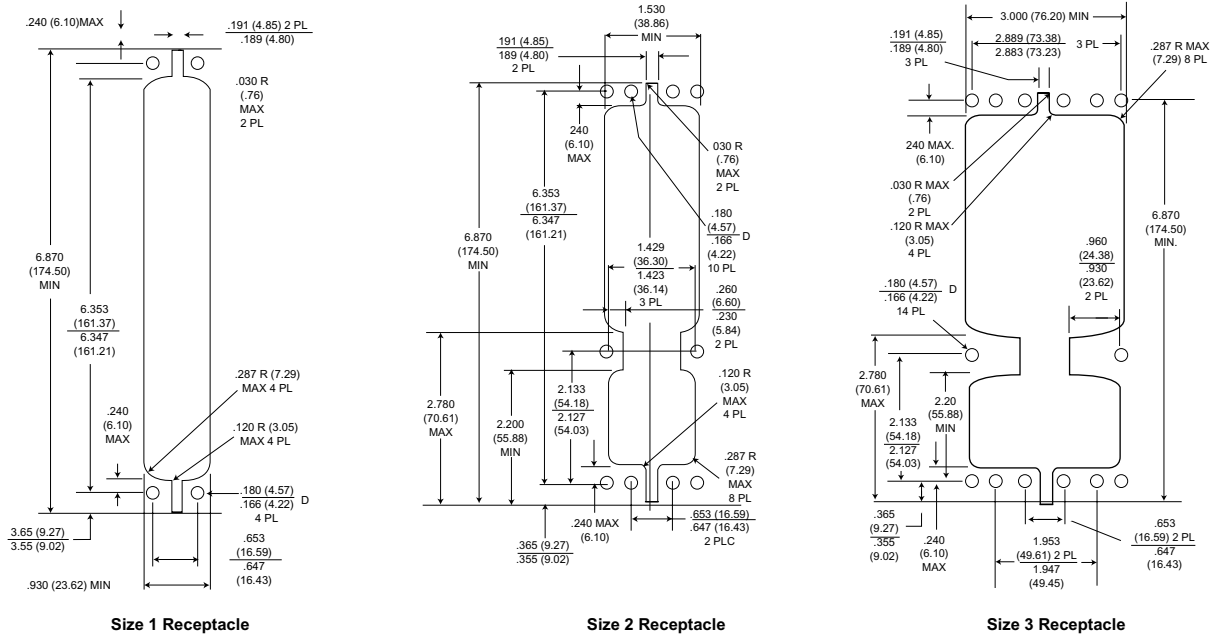 .240 (6.10)MAX
.191 (4.85) 2 PL
.189 (4.80)
.030 R
(.76)
MAX
2 PL
6.870
(174.50)
MIN
6.353
(161.37)
6.347
(161.21)
.287 R (7.29)
MAX 4 PL
.240
(6.10)
MAX
.120 R (3.05)
MAX 4 PL
.180 (4.57)
.166 (4.22)
D
4 PL
3.65 (9.27)
3.55 (9.02)
.653
(16.59)
.647
(16.43)
.930 (23.62) MIN
Size 1 Receptacle
1.530
(38.86)
MIN
191 (4.85)
189 (4.80)
2 PL
240
(6.10)
MAX
030 R
(.76)
MAX
2 PL
6.353
(161.37)
6.347
(161.21)
6.870
(174.50)
MIN
.180
(4.57)
.166
(4.22)
D
10 PL
1.429
(36.30)
1.423
(36.14)
3 PL
.260
(6.60)
.230
(5.84)
2 PL
2.780
(70.61)
MAX
2.200
(55.88)
MIN
2.133
(54.18)
2.127
(54.03)
.120 R
(3.05)
MAX
4 PL
.287 R
(7.29)
MAX
8 PL
.240 MAX
(6.10)
.653 (16.59)
.647 (16.43)
2 PLC
.365 (9.27)
.355 (9.02)
Size 2 Receptacle
3.000 (76.20) MIN
.191 (4.85)
.189 (4.80)
3 PL
2.889 (73.38)
2.883 (73.23)
3 PL
.287 R MAX
(7.29) 8 PL
240 MAX.
(6.10)
.030 R MAX
(.76)
2 PL
.120 R MAX
(3.05)
4 PL
6.870
(174.50)
MIN.
.960
(24.38)
.930
(23.62)
2 PL
.180 (4.57)
.166 (4.22)
D
14 PL
2.780
(70.61)
MAX
2.133
(54.18)
2.127
(54.03)
2.20
(55.88)
MIN
.365
(9.27)
.355
(9.02)
.240
(6.10)
MAX
1.953
(49.61) 2 PL
1.947
(49.45)
.653
(16.59) 2 PL
.647
(16.43)
Size 3 Receptacle